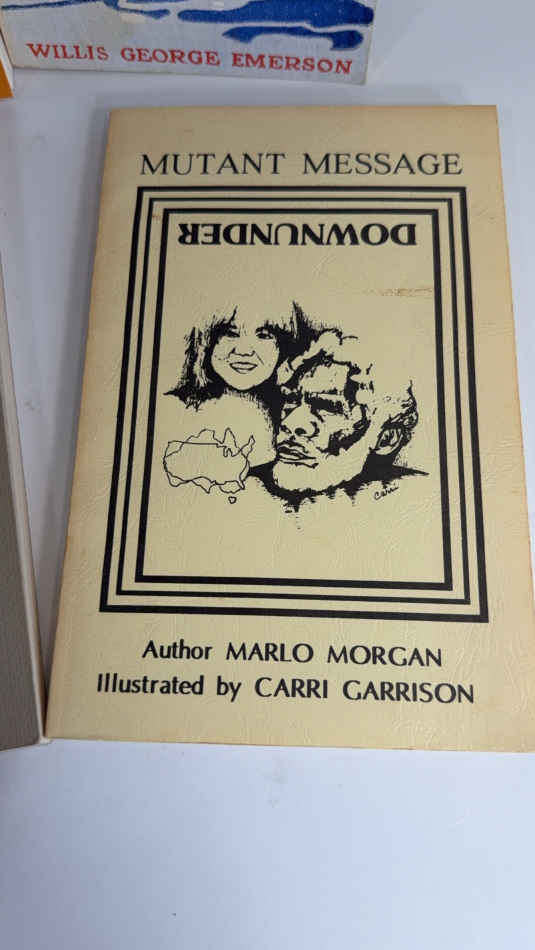 WILLIS GEORGE EMERSON
MUTANT MESSAGE
DOWNUNDER
Carri
Author MARLO MORGAN
Illustrated by CARRI GARRISON